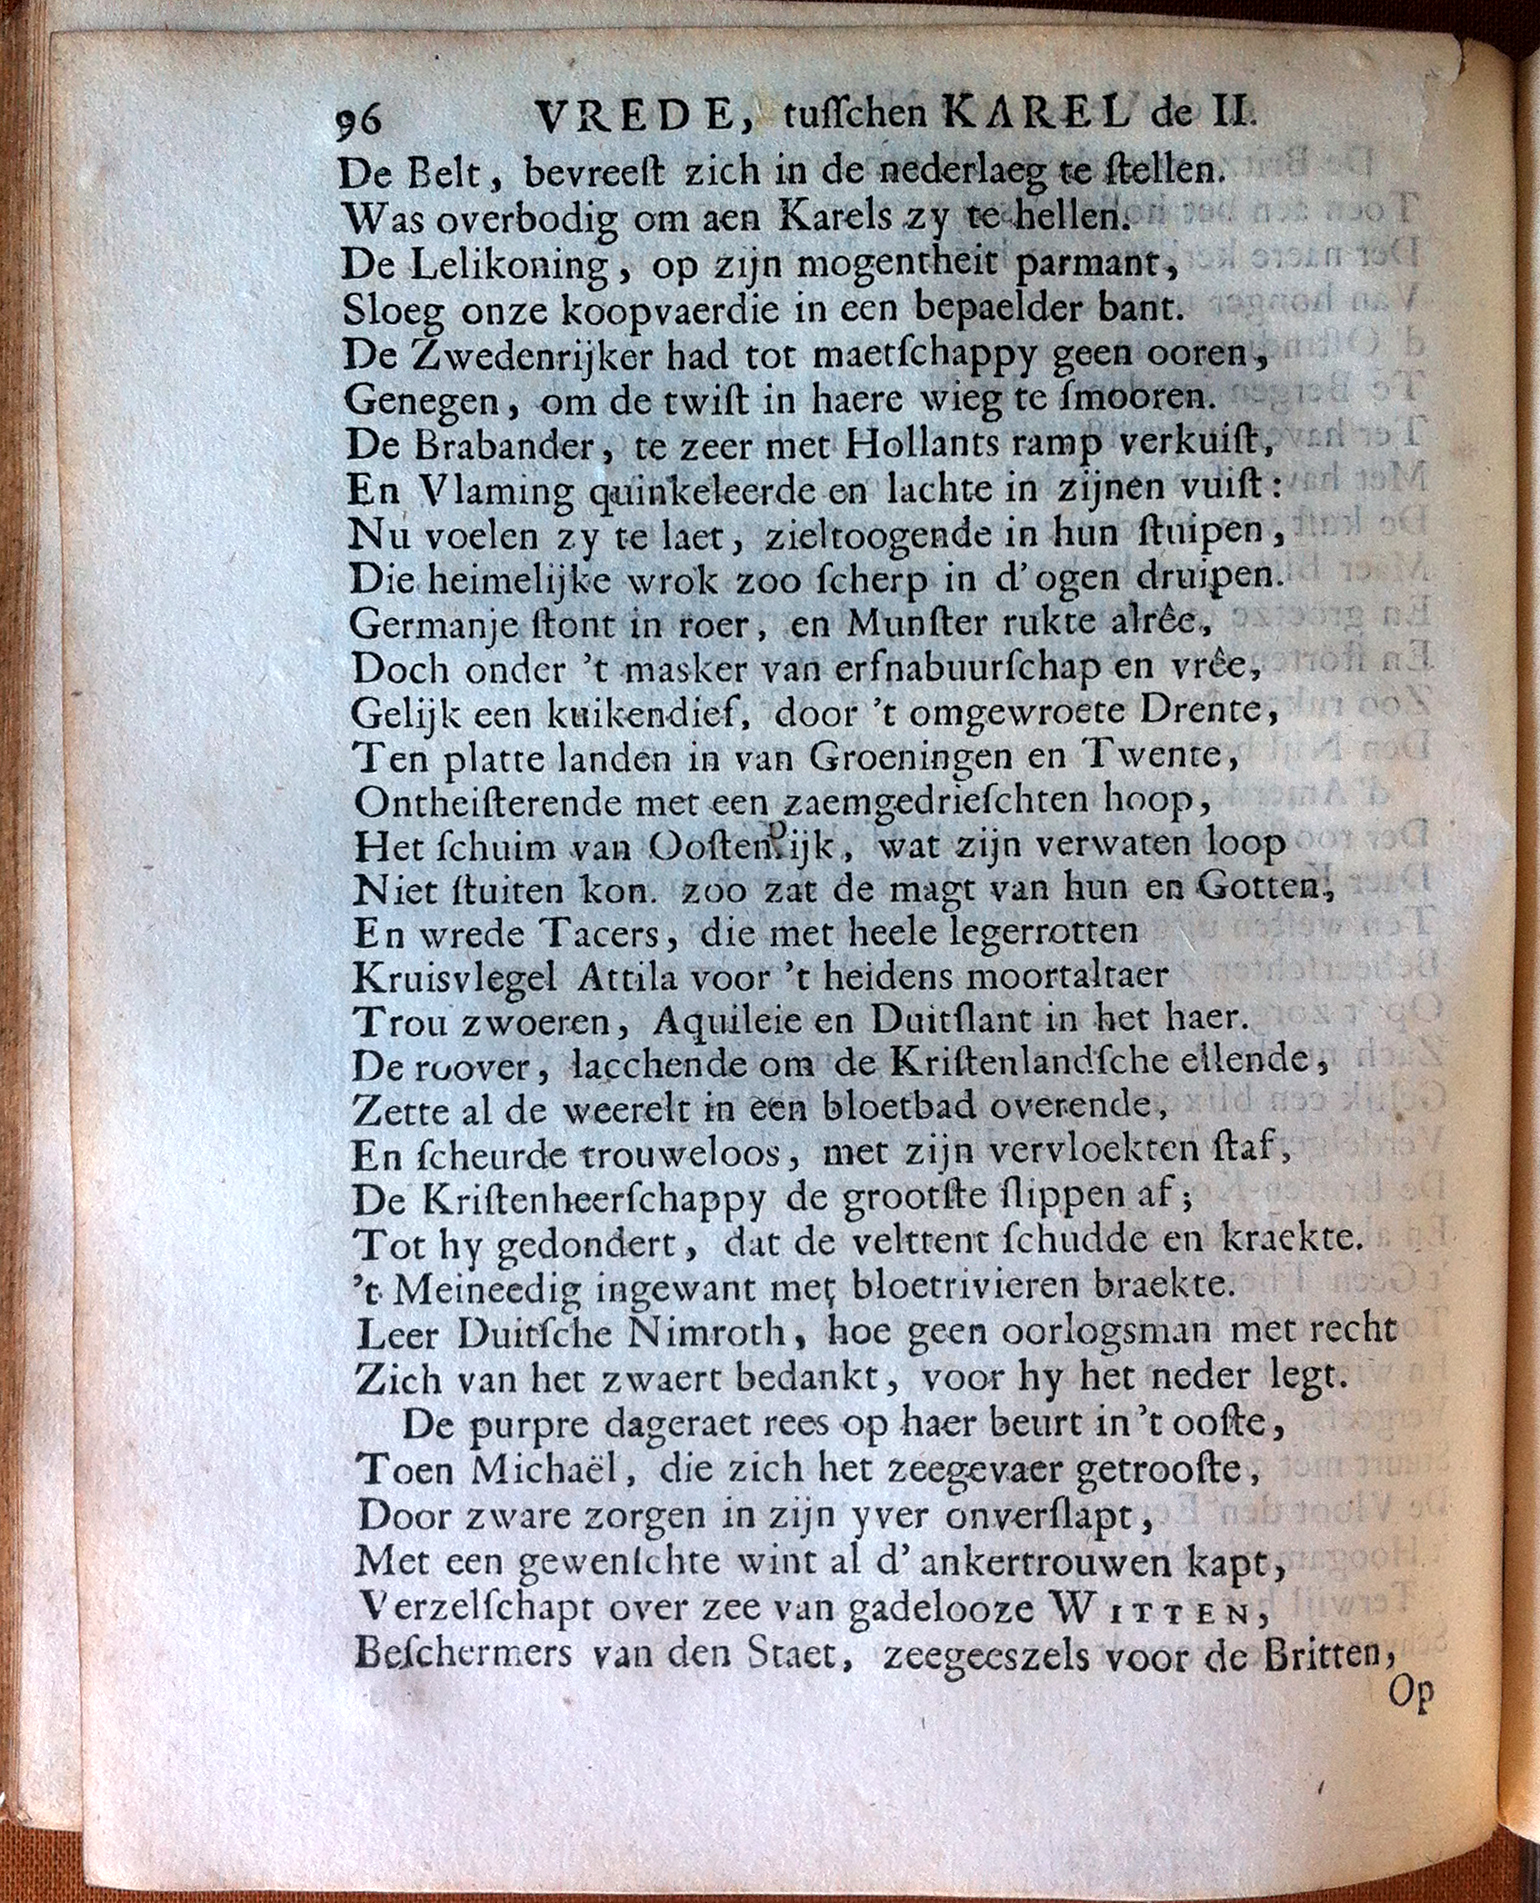 96 VREDE, tuſſchen KAREL de II.
De Belt, bevreeſt zich in de nederlaeg te ſtellen.
Was overbodig om aen Karels zy te hellen.
De Lelikoning, op zijn mogentheit parmant,
Sloeg onze koopvaerdie in een bepaelder bant.
De Zwedenrijker had tot maetſchappy geen ooren,
Genegen, om de twiſt in haere wieg te ſmooren.
De Brabander, te zeer met Hollants ramp verkuiſt,
En Vlaming quinkeleerde en lachte in zijnen vuiſt:
Nu voelen zy te laet, zieltoogende in hun ſtuipen,
Die heimelijke wrok zoo ſcherp in d'ogen druipen.
Germanje ſtont in roer, en Munſter rukte alrêe,
Doch onder 't masker van erfnabuurſchap en vrêe,
Gelijk een kuikendief, door 't omgewroete Drente,
Ten platte landen in van Groeningen en Twente,
Ontheiſterende met een zaemgedrieſchten hoop,
Het ſchuim van Ooſtenrijk, wat zijn verwaten loop
Niet ſtuiten kon. zoo zat de magt van hun en Gotten,
En wrede Tacers, die met heele legerrotten
Kruisvlegel Attila voor 't heidens moortaltaer
Trou zwoeren, Aquileie en Duitſlant in het haer.
De roover, lacchende om de Kriſtenlandſche ellende,
Zette al de weerelt in een bloetbad overende,
En ſcheurde trouweloos, met zijn vervloekten ſtaf,
De Kriſtenheerſchappy de grootſte ſlippen af;
Tot hy gedondert, dat de velttent ſchudde en kraekte.
't Meineedig ingewant met bloetrivieren braekte.
Leer Duitſche Nimroth, hoe geen oorlogsman met recht
Zich van het zwaert bedankt, voor hy het neder legt.
De purpre dageraet rees op haer beurt in 't ooſte,
Toen Michaël, die zich het zeegevaer getrooſte,
Door zware zorgen in zijn yver onverſlapt,
Met een gewenſchte wint al d' ankertrouwen kapt,
Verzelſchapt over zee van gadelooze WITTEN,
Beſchermers van den Staet, zeegeeszels voor de Britten,
Op